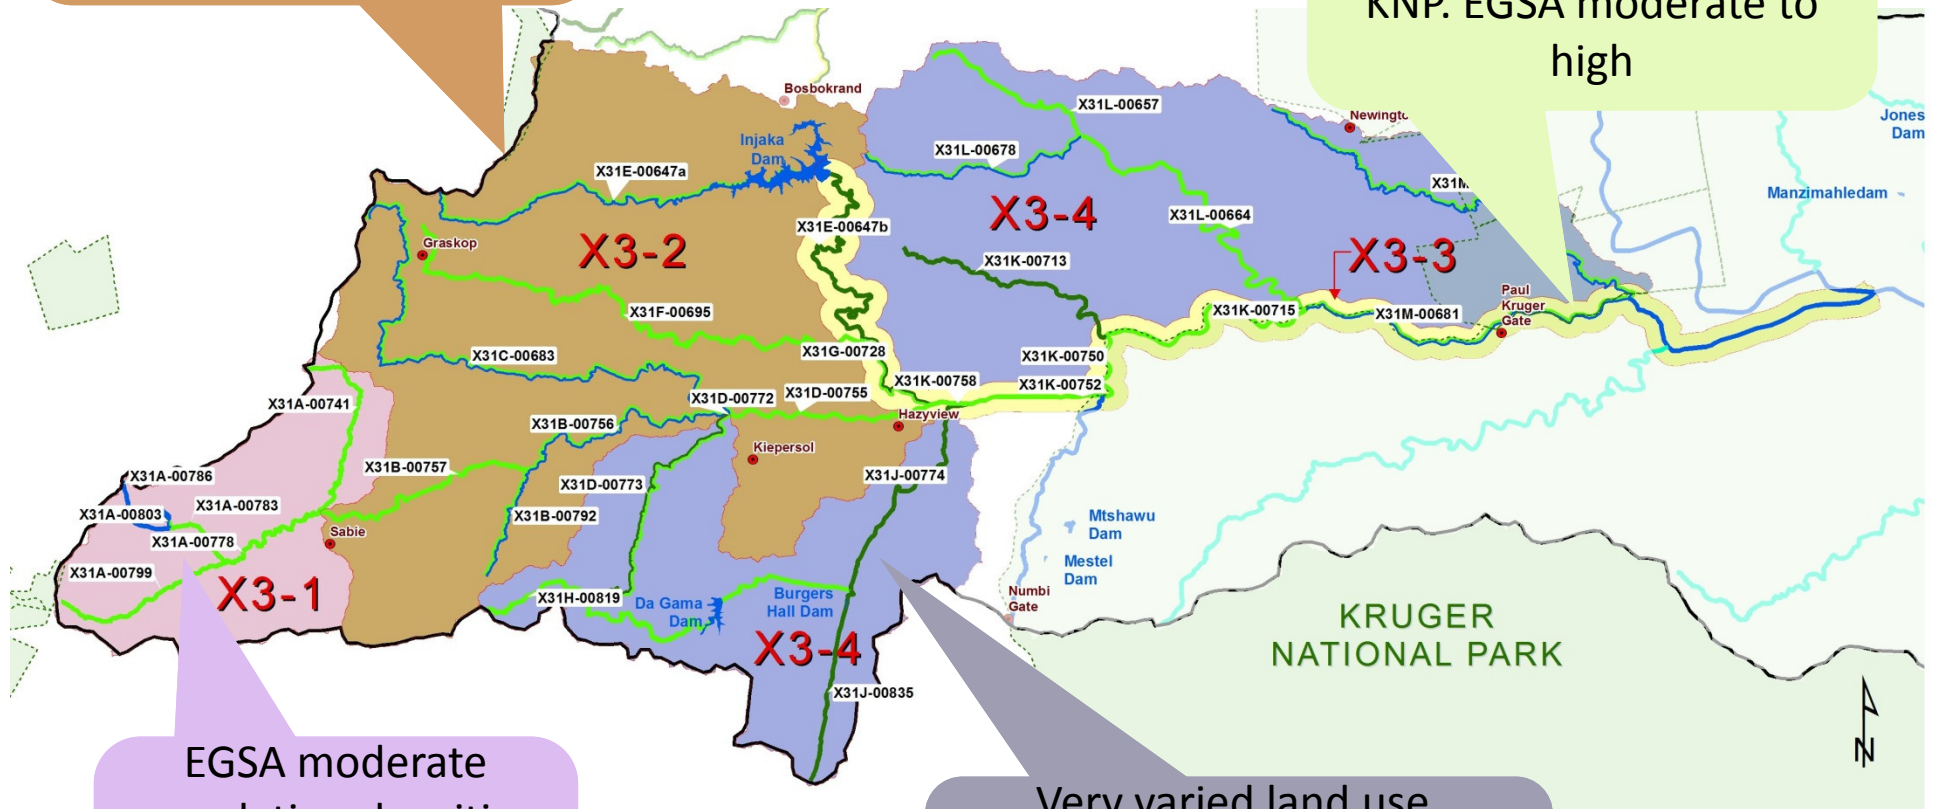 KNP. EGSA moderate to
high
Bosbokrand
X31L-00657
Newingto
Jones
Dam
Injaka
Dam
X31L-00678
X31E-00647a
X31M
Manzimahledam
X3-4
X31L-00664
X31E-00647b
Graskop
X3-2
X3-3
X31K-00713
Paul
Kruger
Gate
X31F-00695
X31K-00715
X31M-00681
X31G-00728
X31C-00683
X31K-00750
X31K-00758
X31K-00752
X31D-00755
X31D-00772
X31A-00741
Hazyview
X31B-00756
Kiepersol
X31B-00757
X31A-00786
X31J-00774
X31D-00773
X31A-00783
X31A-00803
X31B-00792
Mtshawu
Dam
Sabie
X31A-00778
Mestel
Dam
X31A-00799
X3-1
X31H-00819
Da Gama
Dam
Burgers
Hall Dam
Numbi
Gate
KRUGER
NATIONAL PARK
X3-4
X31J-00835
N
EGSA moderate
Very varied land use